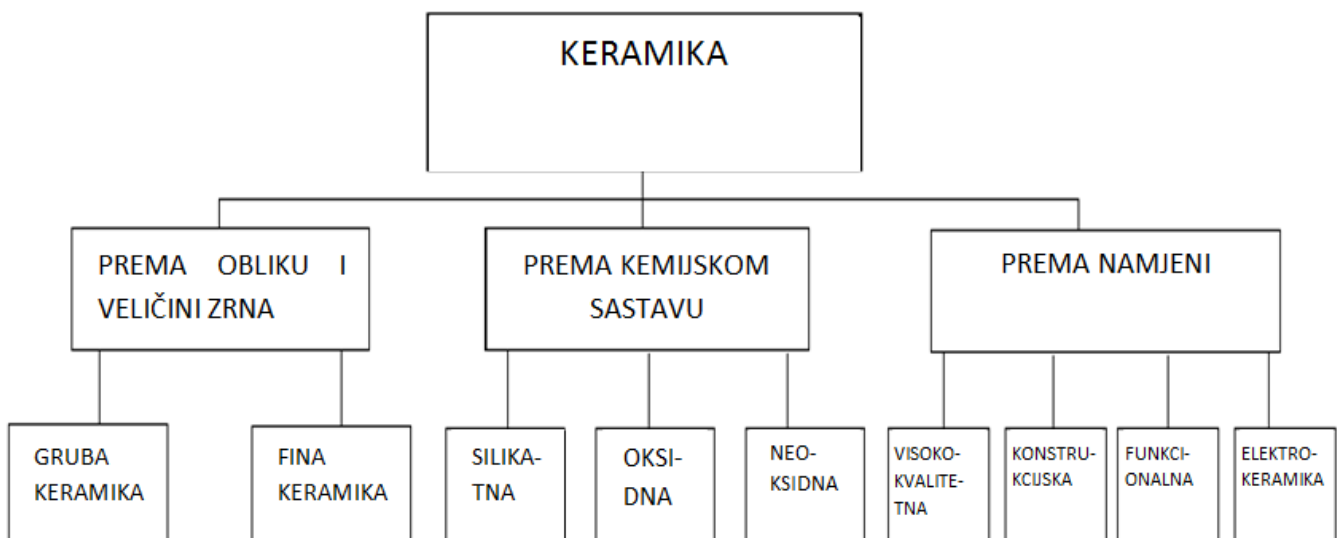 KERAMIKA
PREMA OBLIKU I
VELIČINI ZRNA
PREMA KEMIJSKOM
SASTAVU
PREMA NAMJENI
GRUBA
KERAMIKA
FINA
KERAMIKA
SILIKA-
TNA
OKSI-
DNA
NEO-
KSIDNA
VISOKO-
KVALITE-
TNA
KONSTRU-
KCIJSKA
FUNKCI-
ONALNA
ELEKTRO-
KERAMIKA